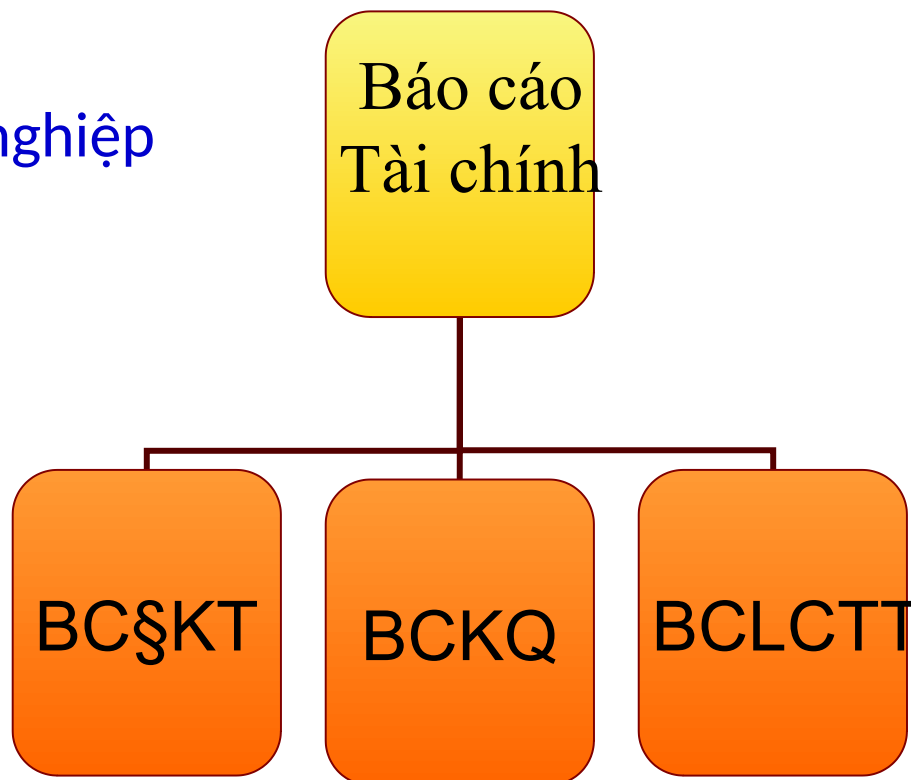 nghiệp
Báo cáo
Tài chính
BC§KT
BCKQ
BCLCTT